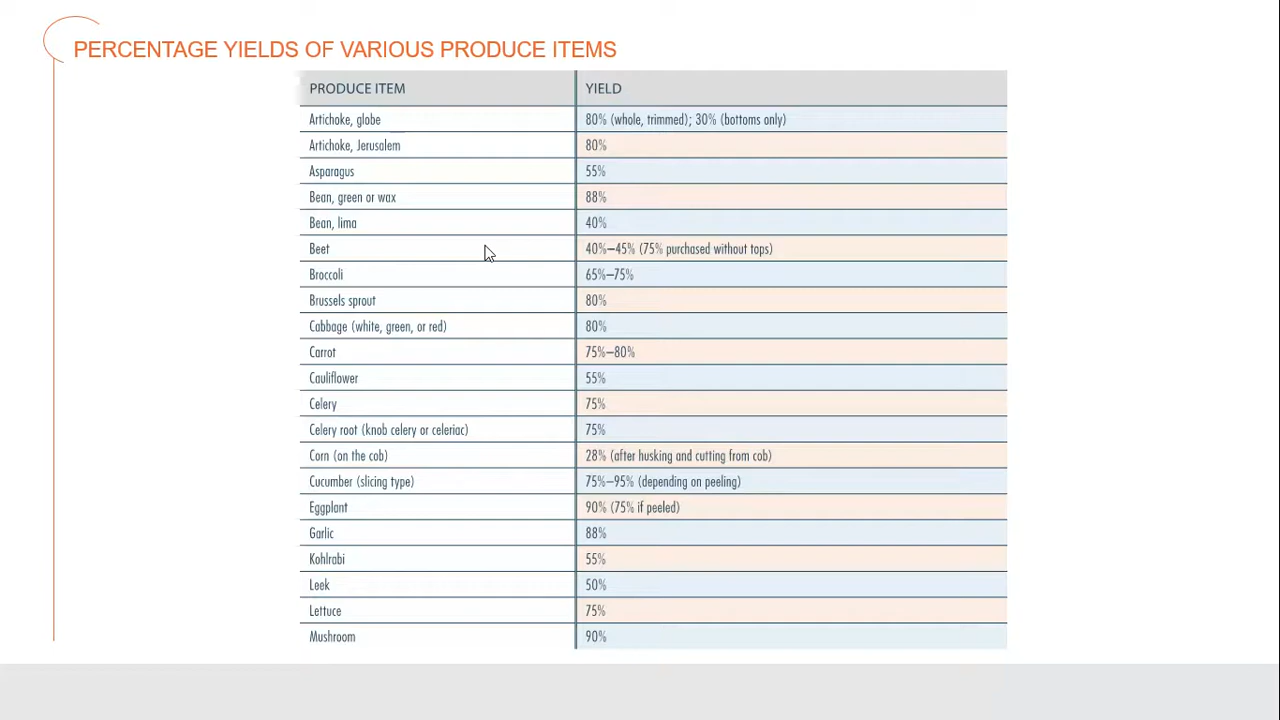 PERCENTAGE YIELDS OF VARIOUS PRODUCE ITEMS
PRODUCE ITEM YIELD
Artichoke, globe 80% (whole, trimmed); 30% (bottoms only)
Artichoke, Jerusalem 80%
Asparagus 55%
Bean, green or wax 88%
Bean, lima 40%
Beet 40%–45% (75% purchased without tops)
Broccoli 65%–75%
Brussels sprout 80%
Cabbage (white, green, or red) 80%
Carrot 75%–80%
Cauliflower 55%
Celery 75%
Celery root (knob celery or celeriac) 75%
Corn (on the cob) 28% (after husking and cutting from cob)
Cucumber (slicing type) 75%–95% (depending on peeling)
Eggplant 90% (75% if peeled)
Garlic 88%
Kohlrabi 55%
Leek 50%
Lettuce 75%
Mushroom 90%